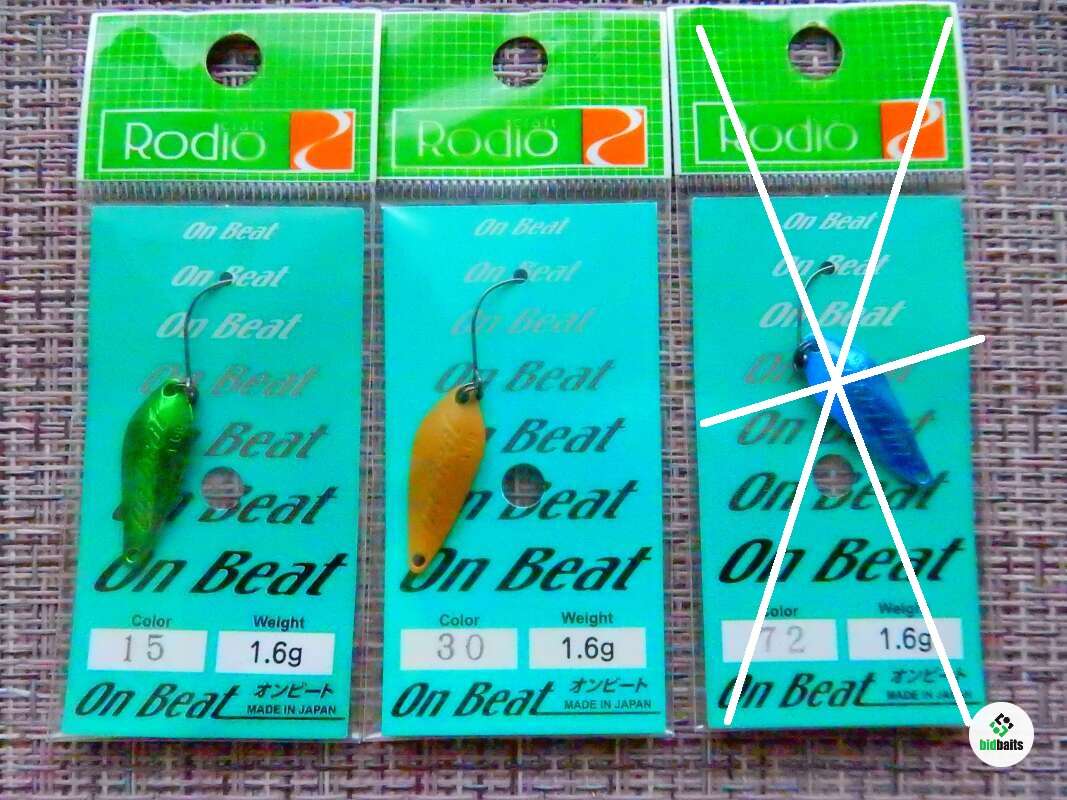 Rodio craft
On Beat
On Beat
On Beat
On Beat
On Beat
On Beat
On Beat
Color Weight
15 1.6g
On Beat オンビート
MADE IN JAPAN
Rodio craft
On Beat
On Beat
On Beat
On Beat
On Beat
On Beat
On Beat
Color Weight
30 1.6g
On Beat オンビート
MADE IN JAPAN
Rodio
On Beat
On Beat
On Beat
On
On Beat
On Beat
Color Weight
72 1.6g
On Beat オンビート
MADE IN JAPAN
bidbaits